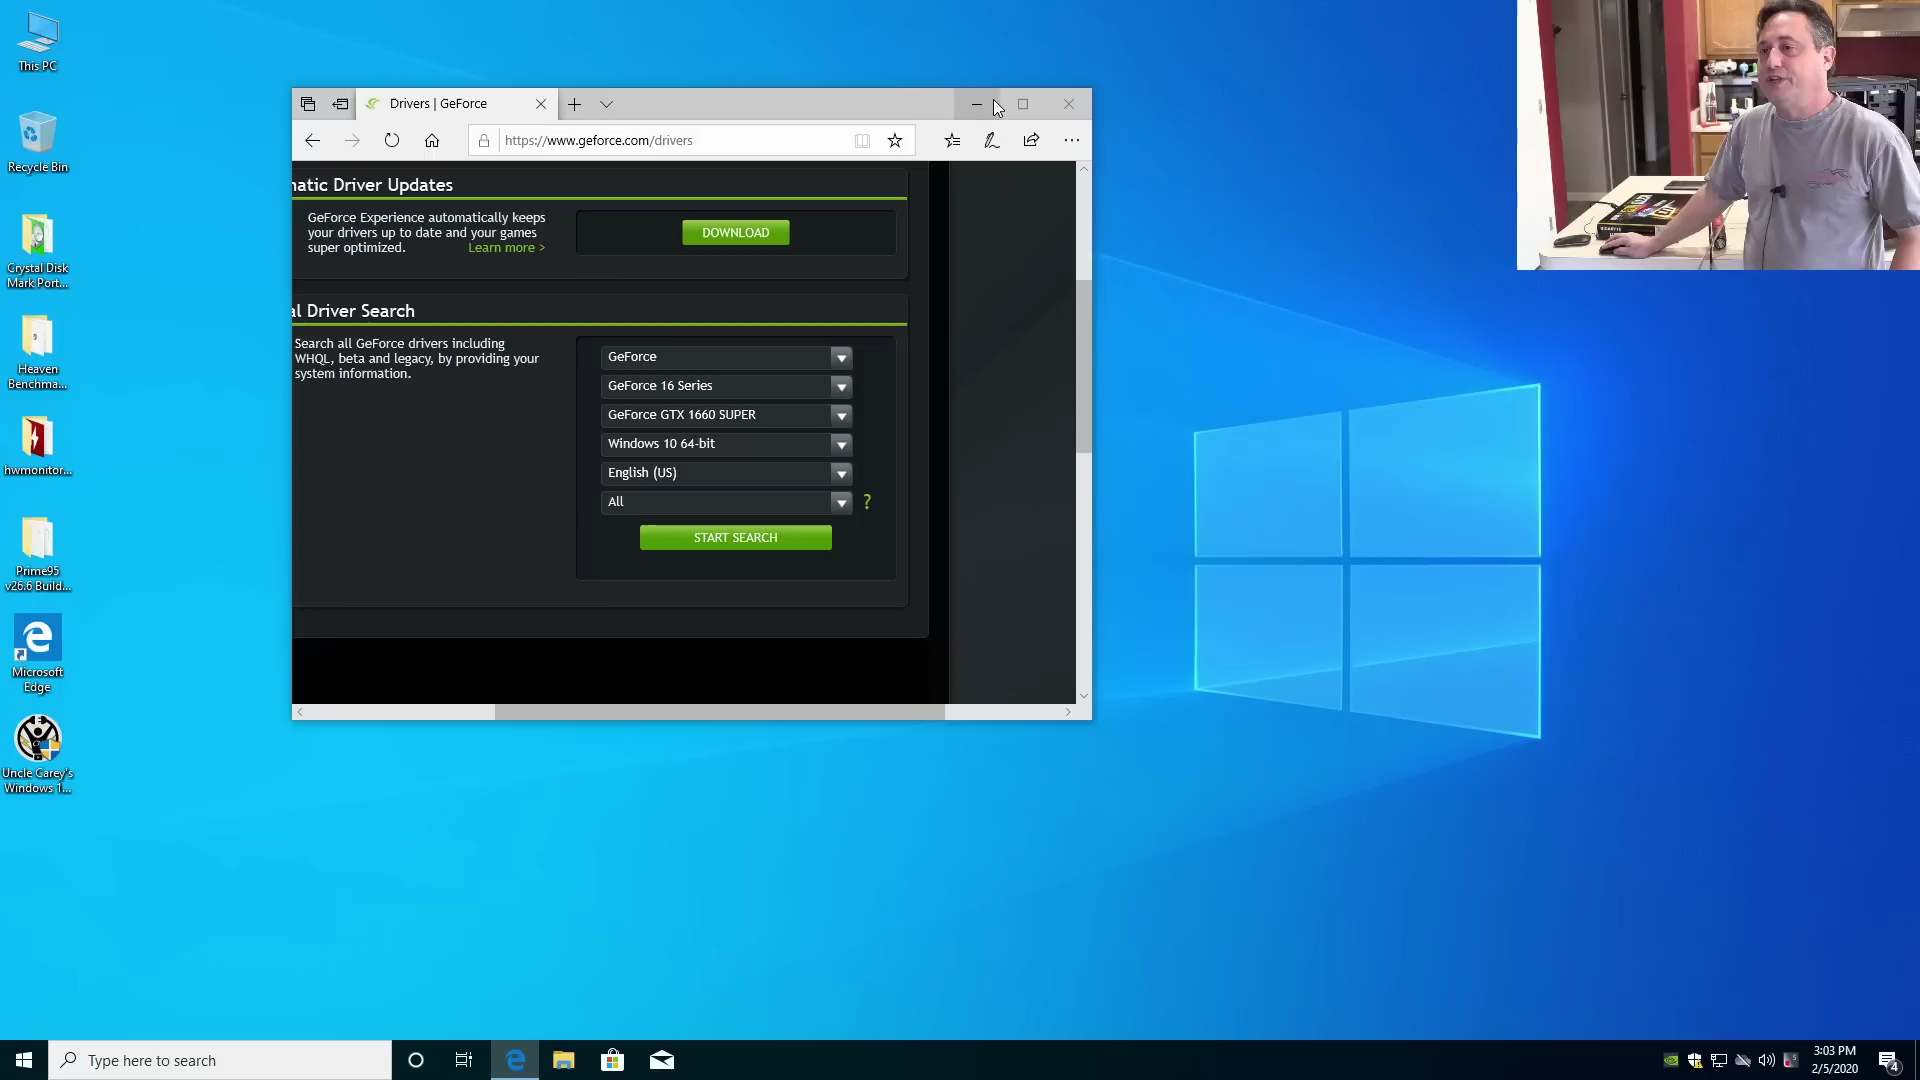 This PC
Recycle Bin
Crystal Disk
Mark Port...
Heaven
Benchma...
hwmonitor...
Prime95
v26.6 Build...
Microsoft
Edge
Uncle Carey's
Windows 1...
Drivers | GeForce
https://www.geforce.com/drivers
natic Driver Updates
GeForce Experience automatically keeps
your drivers up to date and your games
super optimized.
Learn more >
DOWNLOAD
al Driver Search
Search all GeForce drivers including
WHQL, beta and legacy, by providing your
system information.
GeForce
GeForce 16 Series
GeForce GTX 1660 SUPER
Windows 10 64-bit
English (US)
All
?
START SEARCH
GIGABYTE
Type here to search
3:03 PM
2/5/2020
4